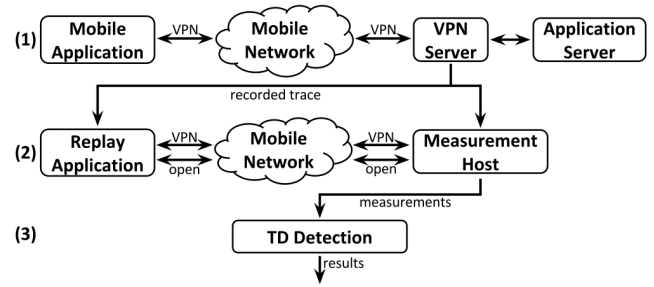 (1)
Mobile
Application
VPN
Mobile
Network
VPN
VPN
Server
Application
Server
recorded trace
(2)
Replay
Application
VPN
open
Mobile
Network
VPN
open
Measurement
Host
measurements
(3)
TD Detection
results